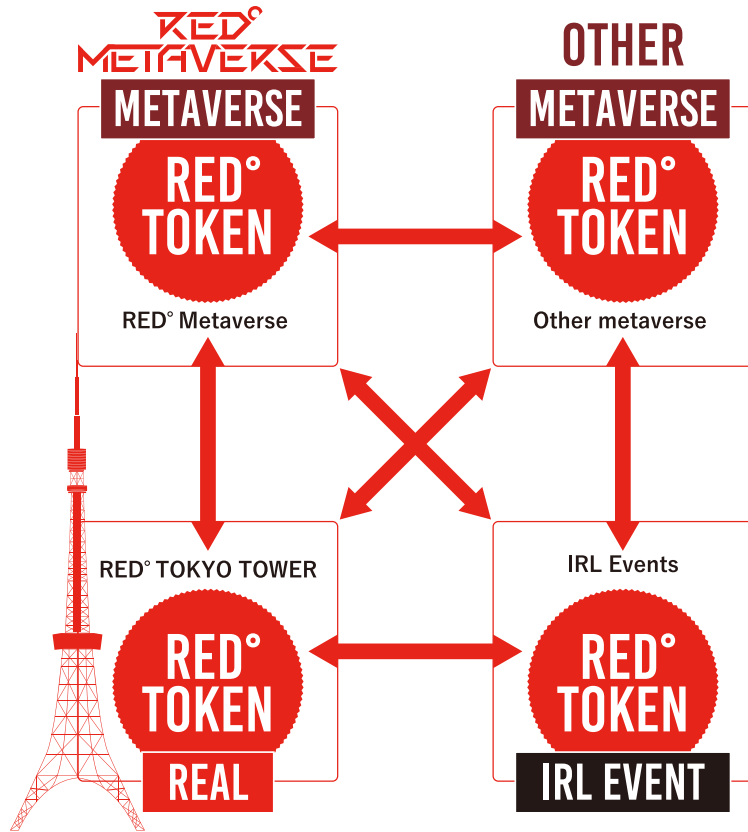 RED°
METAVERSE
METAVERSE
RED°
TOKEN
RED° Metaverse
OTHER
METAVERSE
RED°
TOKEN
Other metaverse
RED° TOKYO TOWER
RED°
TOKEN
REAL
IRL Events
RED°
TOKEN
IRL EVENT